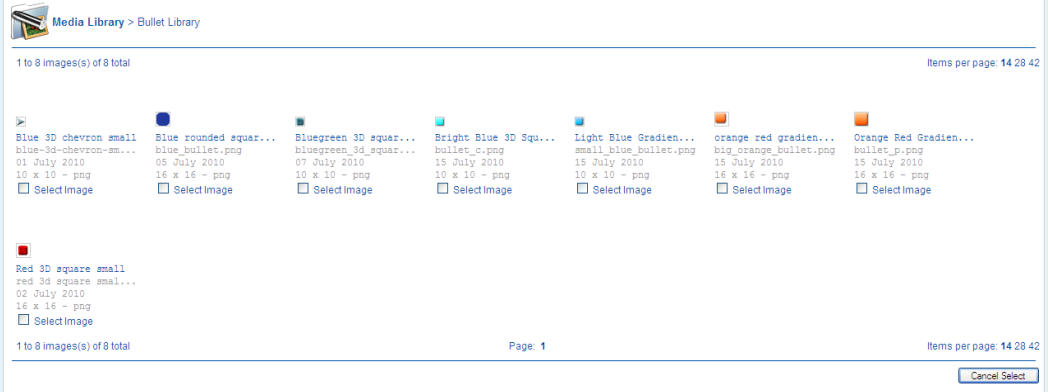 Media Library > Bullet Library
1 to 8 images(s) of 8 total
Items per page: 14 28 42
Blue 3D chevron small
blue-3d-chevron-sm...
01 July 2010
10 x 10 - png
Select Image
Blue rounded squar...
blue_bullet.png
05 July 2010
16 x 16 - png
Select Image
Bluegreen 3D squar...
bluegreen_3d_squar...
07 July 2010
10 x 10 - png
Select Image
Bright Blue 3D Squ...
bullet_c.png
15 July 2010
10 x 10 - png
Select Image
Light Blue Gradien...
small_blue_bullet.png
15 July 2010
10 x 10 - png
Select Image
orange red gradien...
big_orange_bullet.png
15 July 2010
16 x 16 - png
Select Image
Orange Red Gradien...
bullet_p.png
15 July 2010
16 x 16 - png
Select Image
Red 3D square small
red 3d square smal...
02 July 2010
16 x 16 - png
Select Image
1 to 8 images(s) of 8 total
Page: 1
Items per page: 14 28 42
Cancel Select